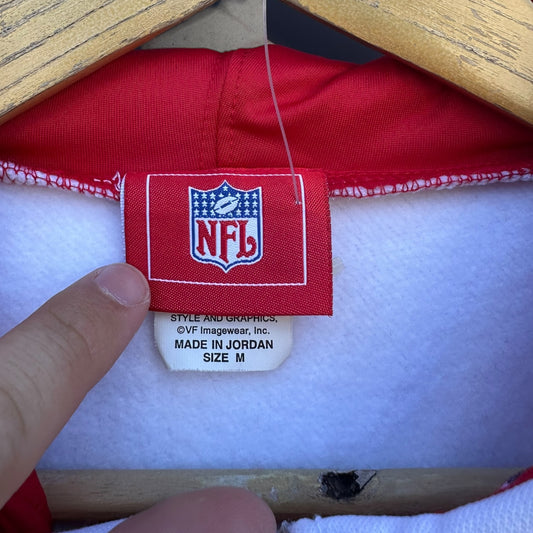 NFL
STYLE AND GRAPHICS,
©VF Imagewear, Inc.
MADE IN JORDAN
SIZE M